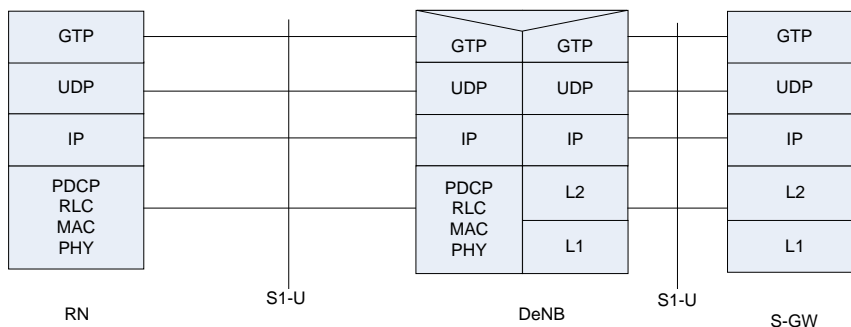 GTP
GTP
GTP
GTP
UDP
UDP
UDP
UDP
IP
IP
IP
IP
PDCP
RLC
MAC
PHY
PDCP
RLC
MAC
PHY
L2
L1
L2
L1
S1-U
S1-U
RN
DeNB
S-GW